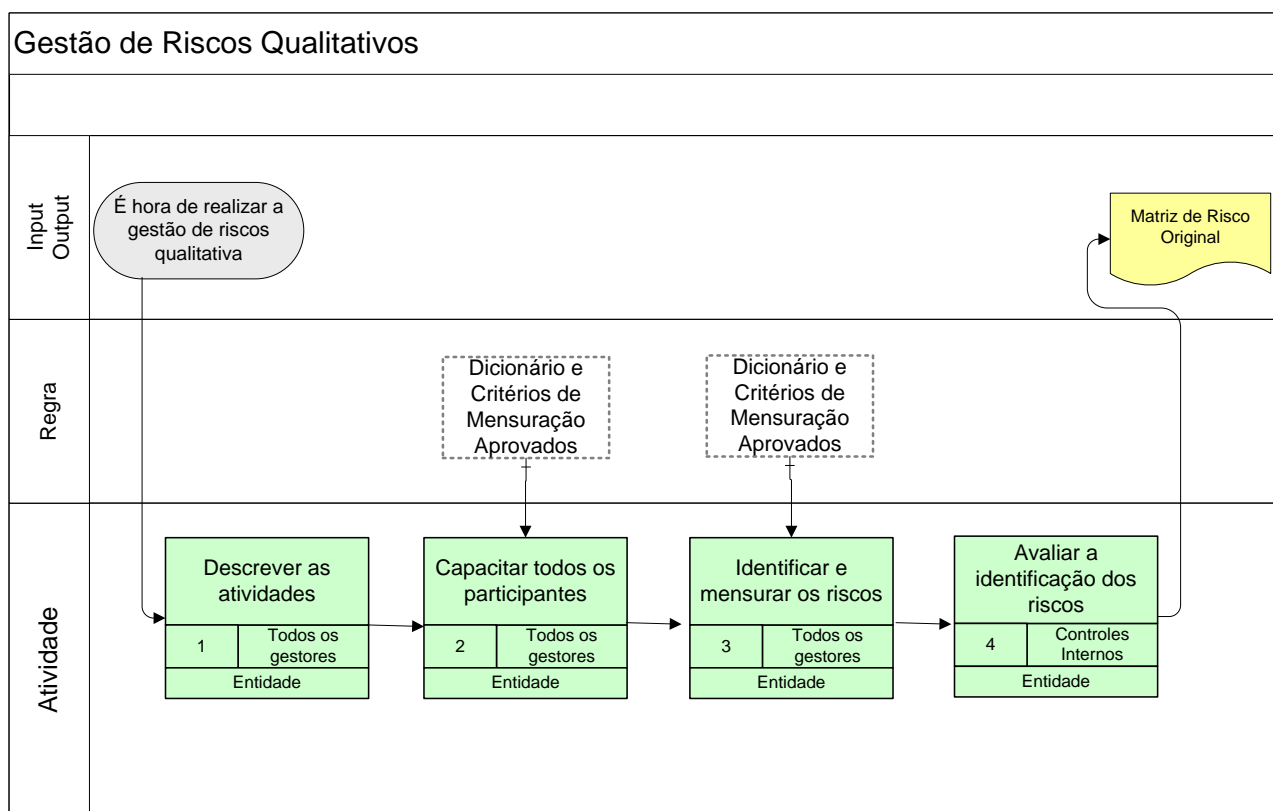 Gestão de Riscos Qualitativos
Input
Output
É hora de realizar a
gestão de riscos
qualitativa
Matriz de Risco
Original
Regra
Dicionário e
Critérios de
Mensuração
Aprovados
Dicionário e
Critérios de
Mensuração
Aprovados
Atividade
Descrever as
atividades
1
Todos os
gestores
Entidade
Capacitar todos os
participantes
2
Todos os
gestores
Entidade
Identificar e
mensurar os riscos
3
Todos os
gestores
Entidade
Avaliar a
identificação dos
riscos
4
Controles
Internos
Entidade